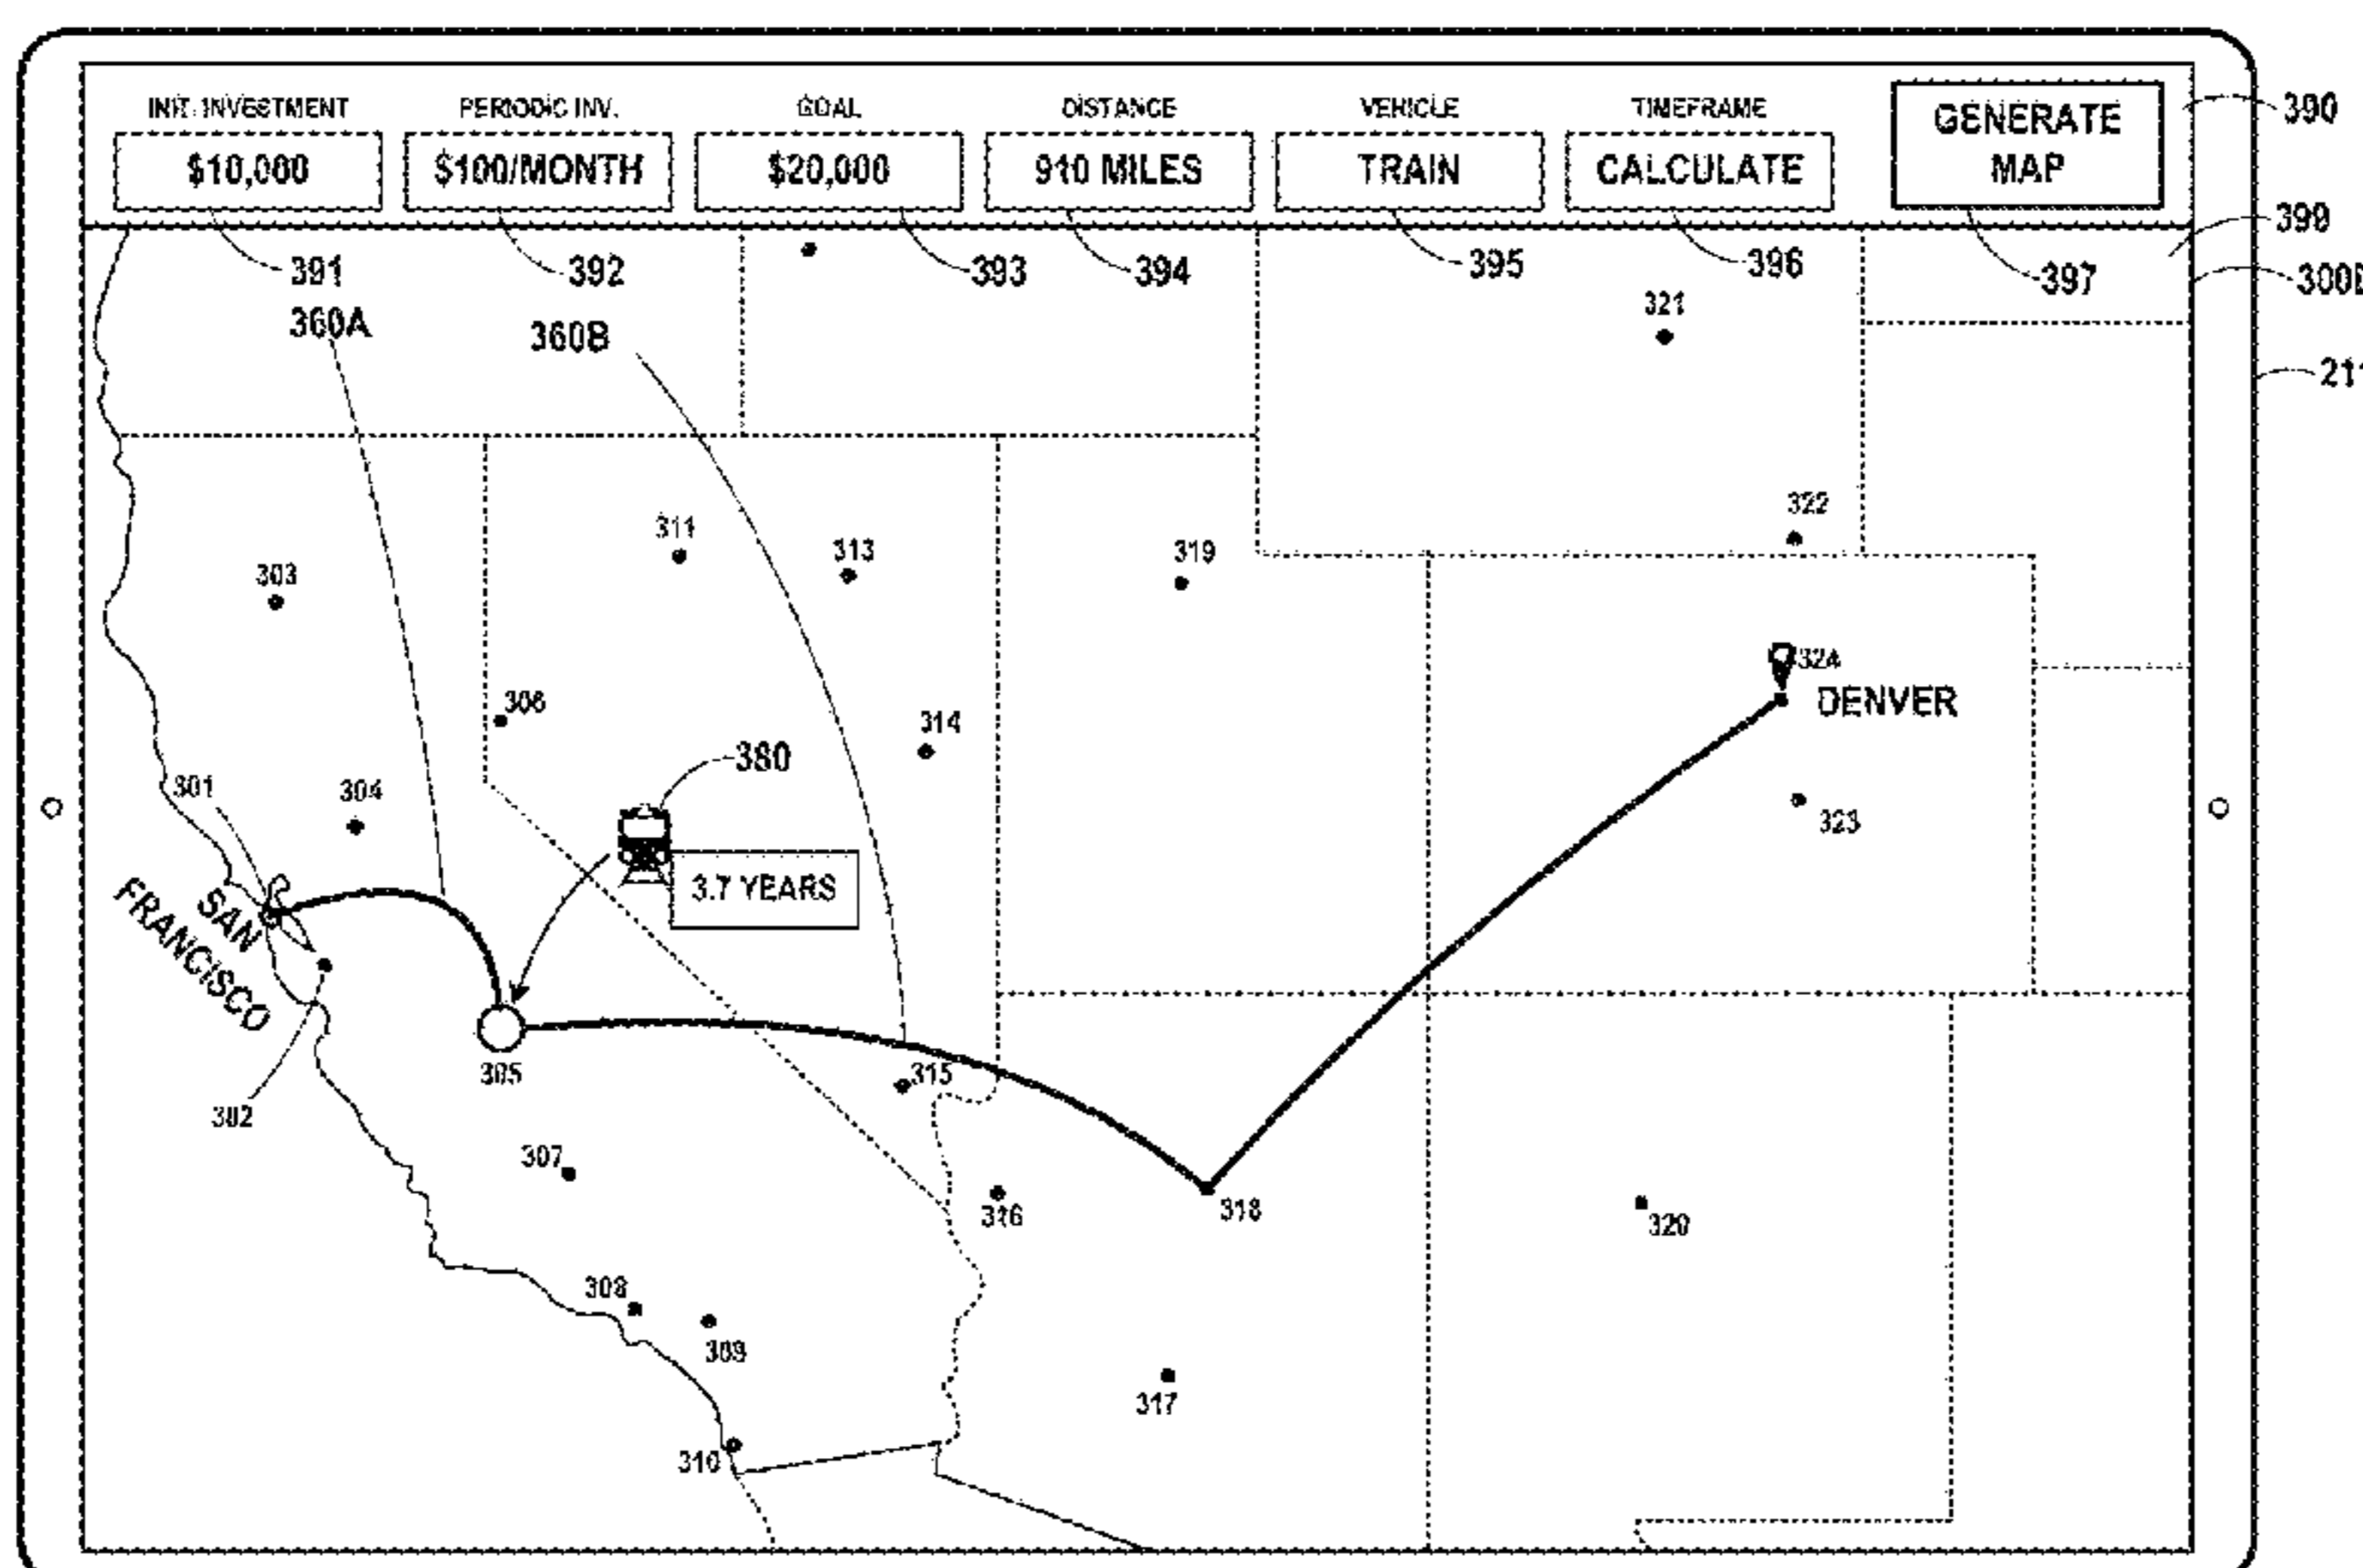 INIT. INVESTMENT PERIODIC INV. GOAL DISTANCE VEHICLE TIMEFRAME
$10,000 $100/MONTH $20,000 910 MILES TRAIN CALCULATE
GENERATE
MAP
390
399
391 392 393 394 395 396 397
300
211
360A 360B
321
322
311
313
319
303
306
314
324
DENVER
380
301
304
323
3.7 YEARS
SAN
FRANCISCO
305
315
302
307
316
318
320
308
309
317
310